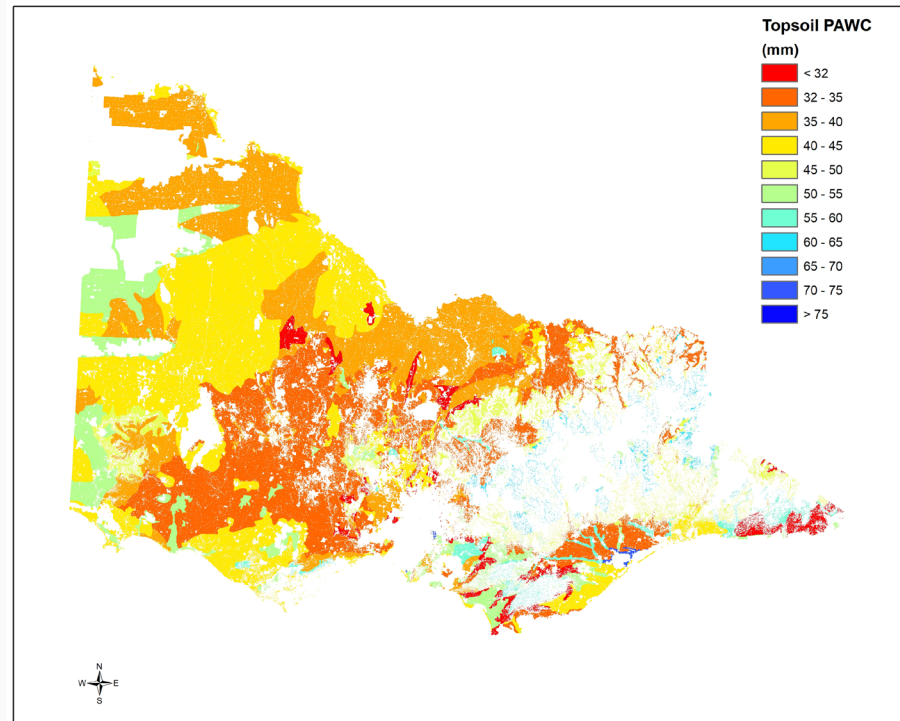 Topsoil PAWC
(mm)
< 32
32 - 35
35 - 40
40 - 45
45 - 50
50 - 55
55 - 60
60 - 65
65 - 70
70 - 75
> 75
N
W E
S